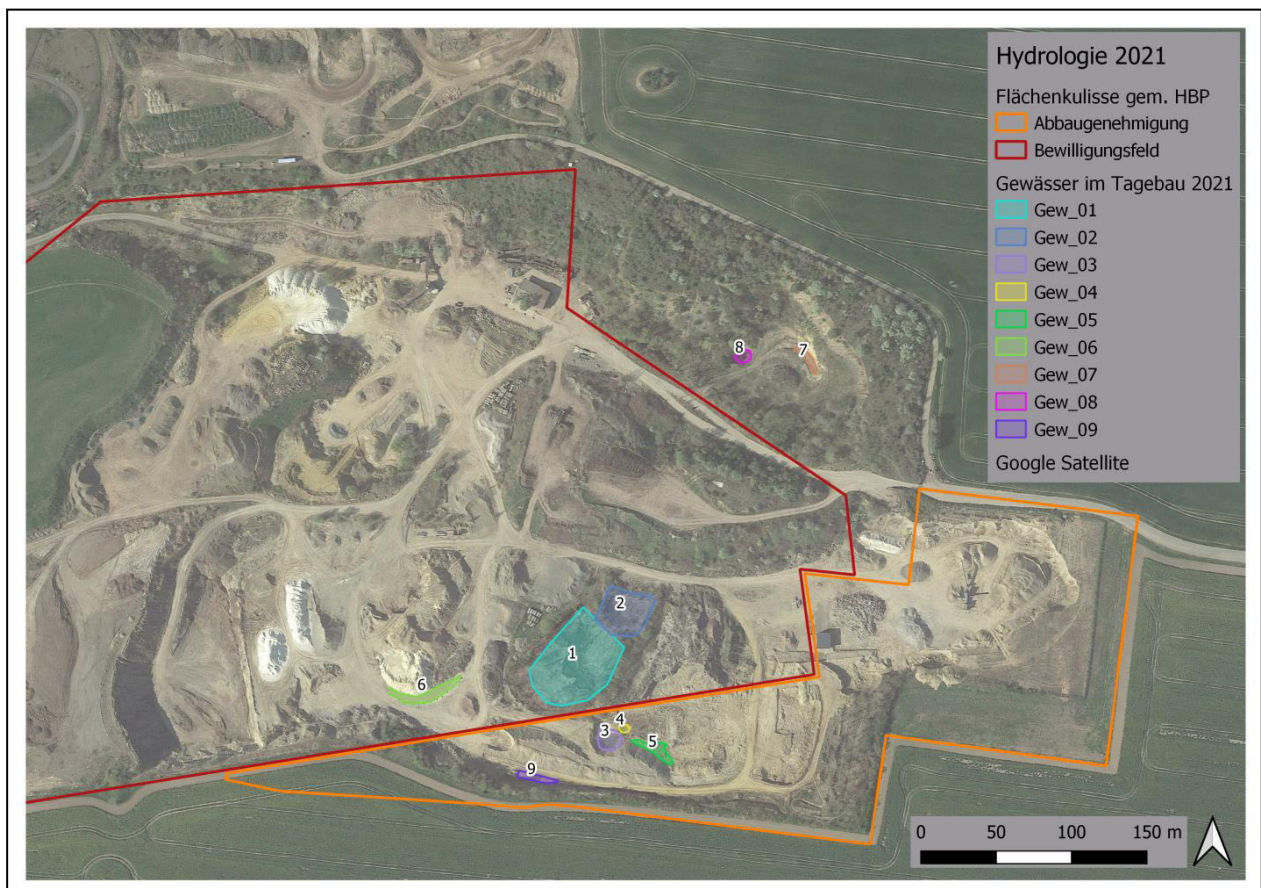 Hydrologie 2021
Flächenkulisse gem. HBP
Abbaugenehmigung
Bewilligungsfeld
Gewässer im Tagebau 2021
Gew_01
Gew_02
Gew_03
Gew_04
Gew_05
Gew_06
Gew_07
Gew_08
Gew_09
Google Satellite
8
7
2
1
6
4
3
5
9
0 50 100 150 m